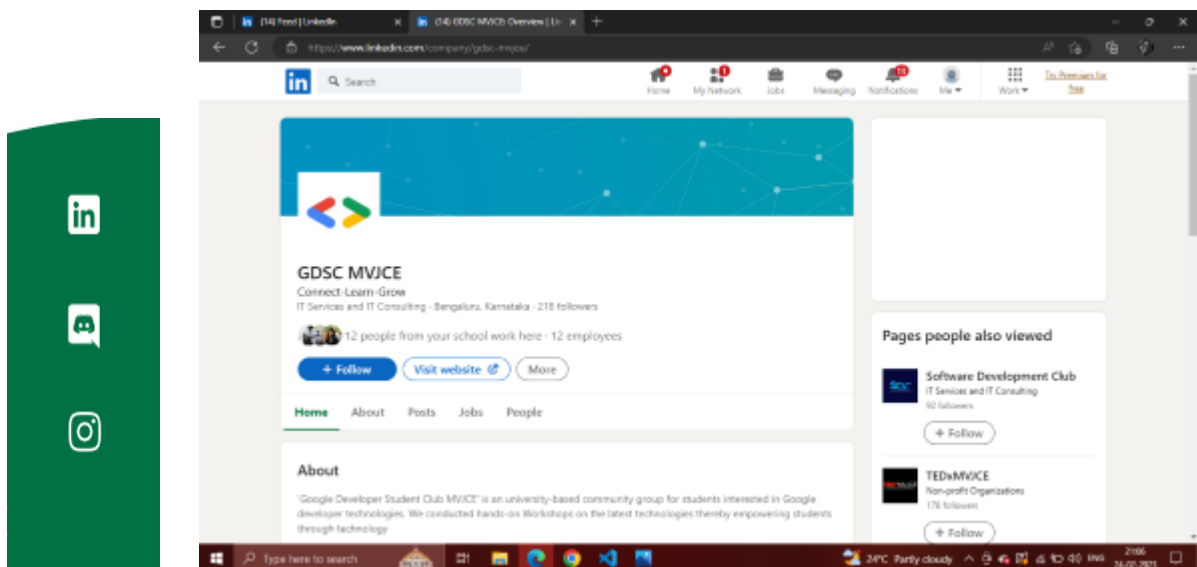 (14) Feed | LinkedIn
(14) GDSC MVJCE: Overview | Lin
https://www.linkedin.com/company/gdsc-mvjce/
in
Search
Home
My Network
Jobs
Messaging
Notifications
Me
Work
Try Premium for
free
in
GDSC MVJCE
Connect-Learn-Grow
IT Services and IT Consulting · Bengaluru, Karnataka · 218 followers
12 people from your school work here · 12 employees
+ Follow
Visit website
More
Home
About
Posts
Jobs
People
About
'Google Developer Student Club MVJCE' is an university-based community group for students interested in Google
developer technologies. We conducted hands-on Workshops on the latest technologies thereby empowering students
through technology
Pages people also viewed
Software Development Club
IT Services and IT Consulting
92 followers
+ Follow
TEDxMVJCE
Non-profit Organizations
178 followers
+ Follow
Type here to search
24°C Partly cloudy
ENG
21:06